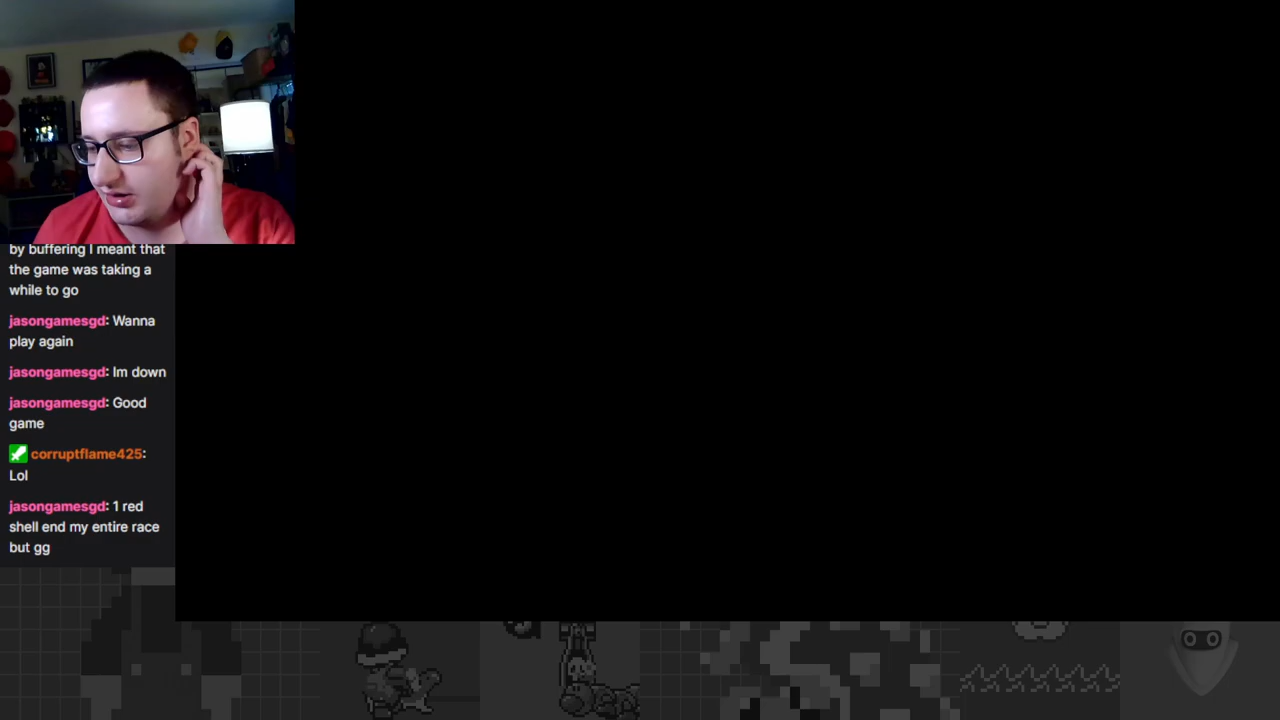 by buffering I meant that
the game was taking a
while to go
jasongamesgd: Wanna
play again
jasongamesgd: Im down
jasongamesgd: Good
game
corruptflame425:
Lol
jasongamesgd: 1 red
shell end my entire race
but gg